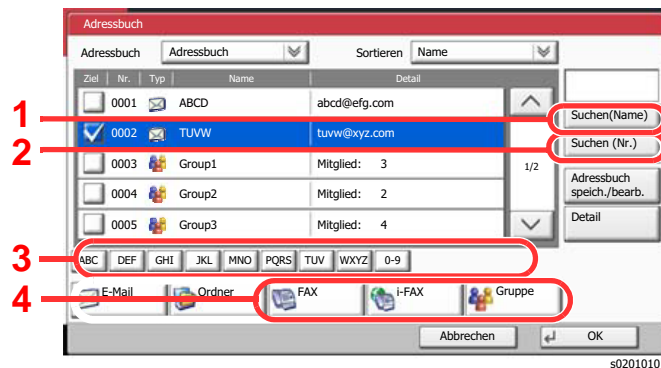 Adressbuch
Adressbuch Adressbuch Sortieren Name
Ziel Nr. Typ Name Detail
0001 ABCD abcd@efg.com
1 Suchen(Name)
0002 TUVW tuvw@xyz.com
2 Suchen (Nr.)
0003 Group1 Mitglied: 3 1/2
Adressbuch
speich./bearb.
0004 Group2 Mitglied: 2
0005 Group3 Mitglied: 4 Detail
3 ABC DEF GHI JKL MNO PQRS TUV WXYZ 0-9
4 E-Mail Ordner FAX i-FAX Gruppe
Abbrechen OK
s0201010